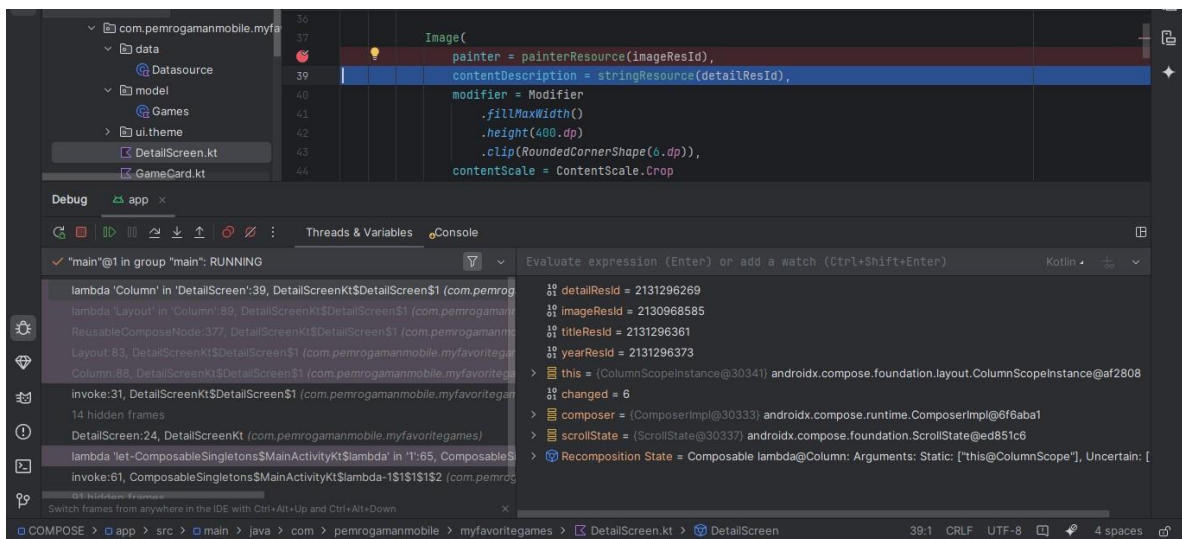 com.pemrogamanmobile.myfa
data
Datasource
model
Games
ui.theme
DetailScreen.kt
GameCard.kt
36
37 Image(
painter = painterResource(imageResId),
39 contentDescription = stringResource(detailResId),
40 modifier = Modifier
41 .fillMaxWidth()
42 .height(400.dp)
43 .clip(RoundedCornerShape(6.dp)),
44 contentScale = ContentScale.Crop
Debug app
Threads & Variables Console
"main"@1 in group "main": RUNNING
lambda 'Column' in 'DetailScreen':39, DetailScreenKt$DetailScreen$1 (com.pemrog
lambda 'Layout' in 'Column':89, DetailScreenKt$DetailScreen$1 (com.pemrogamanm
ReusableComposeNode:377, DetailScreenKt$DetailScreen$1 (com.pemrogamanmo
Layout:83, DetailScreenKt$DetailScreen$1 (com.pemrogamanmobile.myfavoritegar
Column:88, DetailScreenKt$DetailScreen$1 (com.pemrogamanmobile.myfavoritega
invoke:31, DetailScreenKt$DetailScreen$1 (com.pemrogamanmobile.myfavoritegan
14 hidden frames
DetailScreen:24, DetailScreenKt (com.pemrogamanmobile.myfavoritegames)
lambda 'let-ComposableSingletons$MainActivityKt$lambda' in '1':65, ComposableS
invoke:61, ComposableSingletons$MainActivityKt$lambda-1$1$1$1$2 (com.pemrog
91 hidden frames
Switch frames from anywhere in the IDE with Ctrl+Alt+Up and Ctrl+Alt+Down
Evaluate expression (Enter) or add a watch (Ctrl+Shift+Enter) Kotlin
detailResId = 2131296269
imageResId = 2130968585
titleResId = 2131296361
yearResId = 2131296373
this = {ColumnScopeInstance@30341} androidx.compose.foundation.layout.ColumnScopeInstance@af2808
changed = 6
composer = {ComposerImpl@30333} androidx.compose.runtime.ComposerImpl@6f6aba1
scrollState = {ScrollState@30337} androidx.compose.foundation.ScrollState@ed851c6
Recomposition State = Composable lambda@Column: Arguments: Static: ["this@ColumnScope"], Uncertain: [
COMPOSE > app > src > main > java > com > pemrogamanmobile > myfavoritegames > DetailScreen.kt > DetailScreen 39:1 CRLF UTF-8 4 spaces